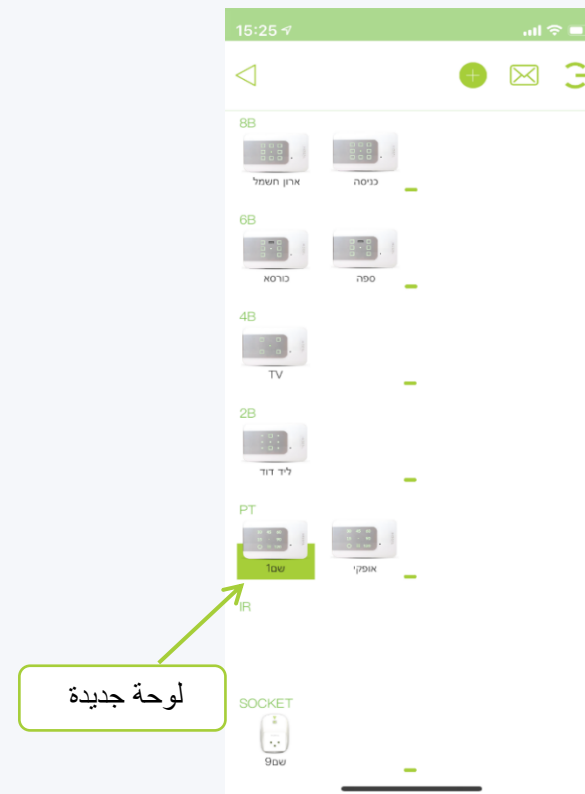 15:25
8B
ארון חשמל
כניסה
6B
כורסא
ספה
4B
TV
2B
ליד דוד
PT
שם1
אופקי
IR
لوحة جديدة
SOCKET
שם9